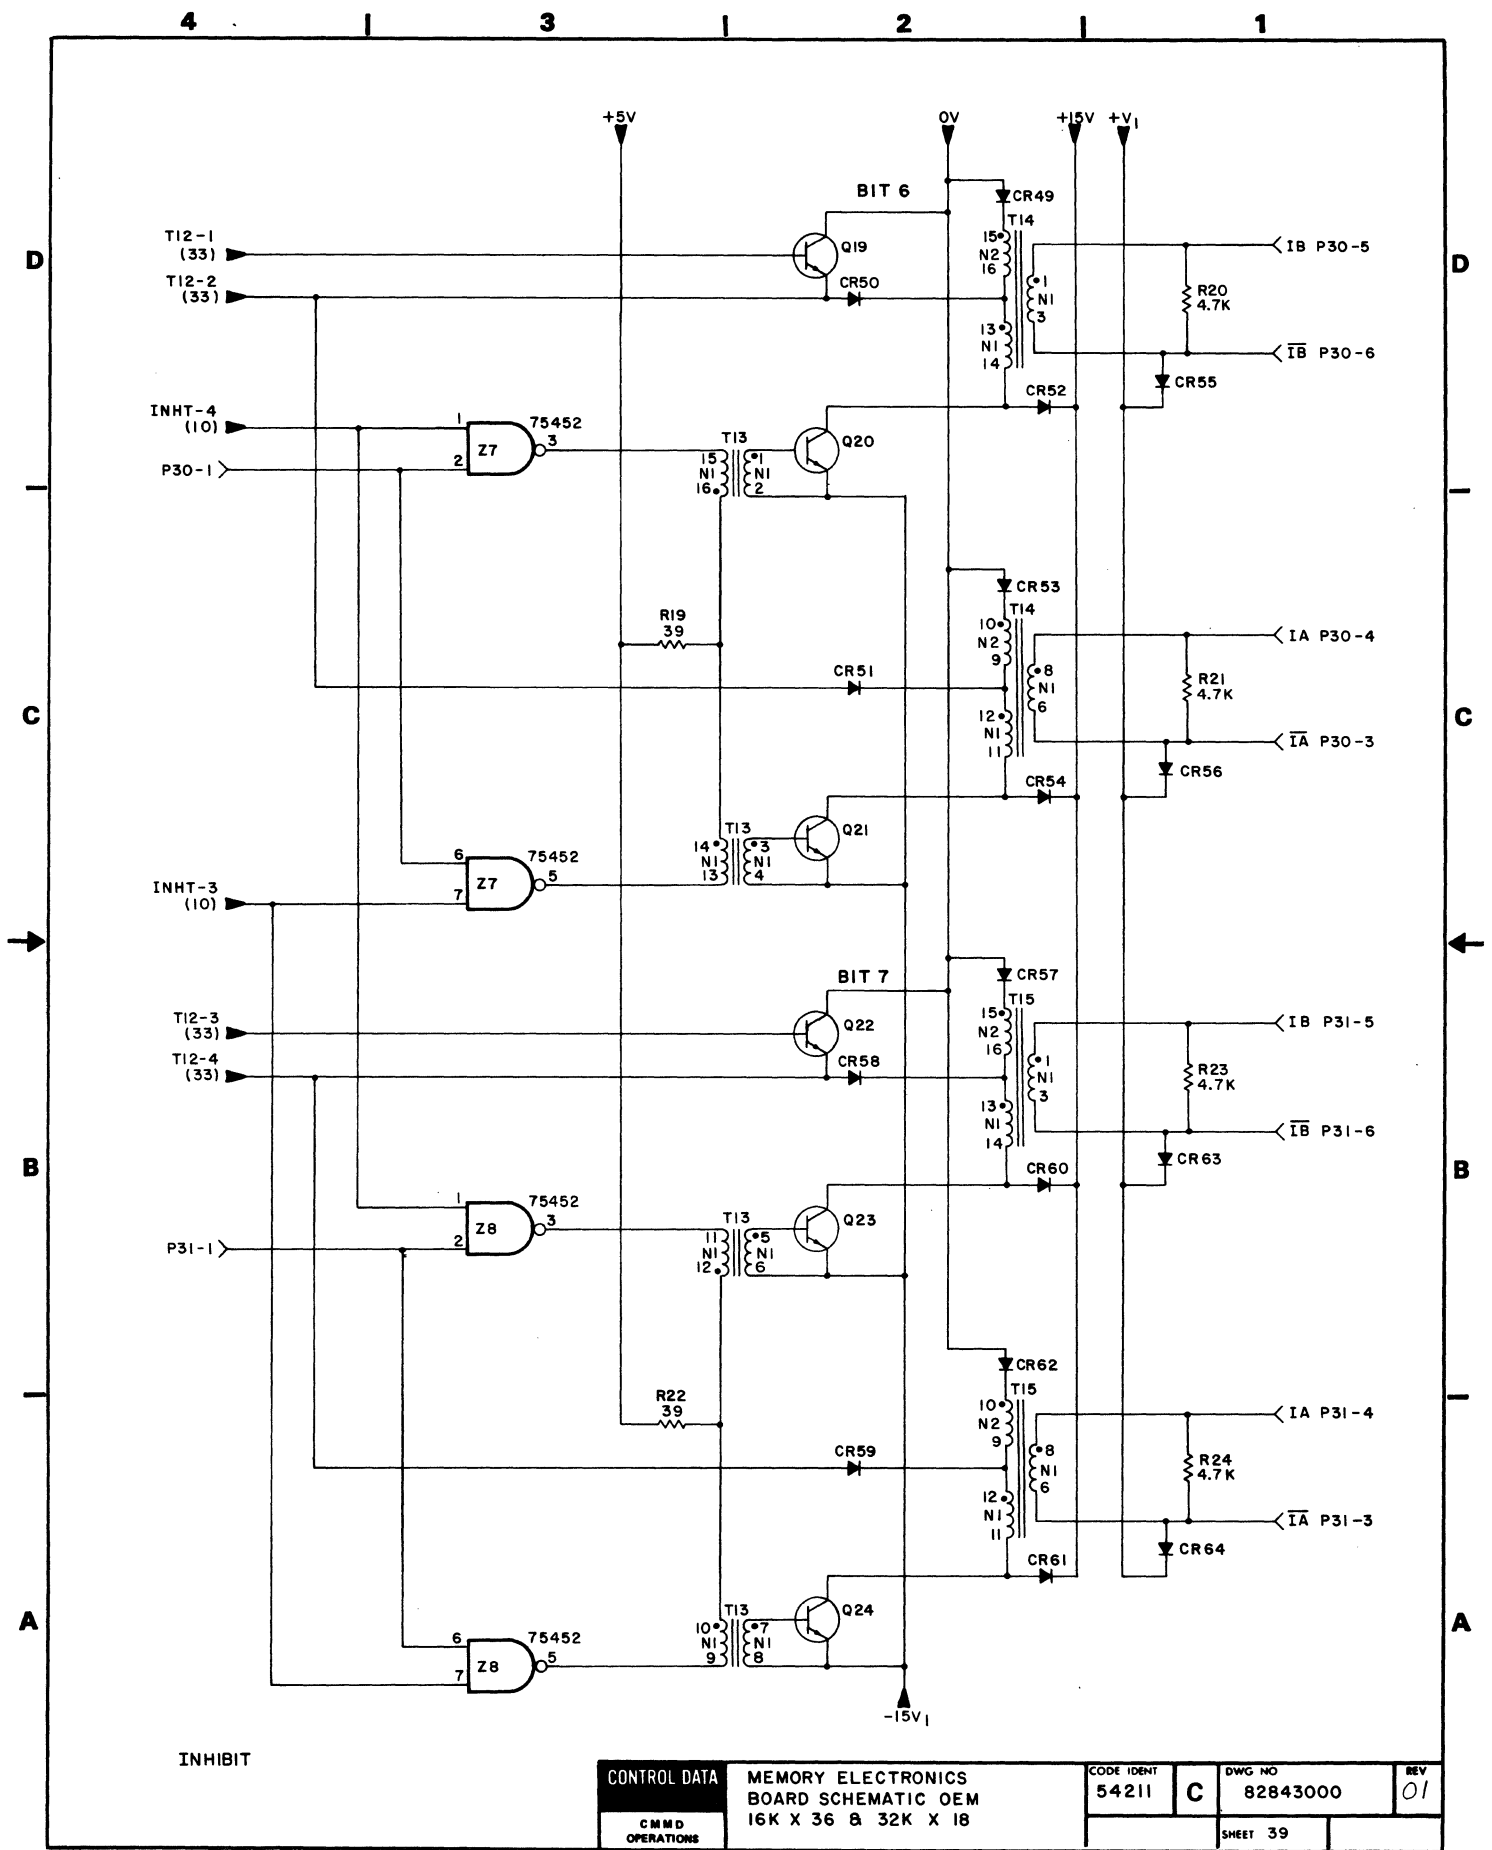 4 3 2 1
+5V 0V +15V +V1
BIT 6
CR49
T14
T12-1
(33)
Q19
15
N2
16
IB P30-5
D
D
T12-2
(33)
CR50
1
N1
3
R20
4.7K
13
N1
14
IB P30-6
CR55
CR52
INHT-4
(10)
1
75452
Z7
3
2
P30-1
T13
15
N1
16
1
N1
2
Q20
CR53
T14
R19
39
10
N2
9
IA P30-4
CR51
8
N1
6
R21
4.7K
C
C
12
N1
11
IA P30-3
CR56
CR54
T13
14
N1
13
3
N1
4
Q21
6
75452
Z7
5
7
INHT-3
(10)
BIT 7
CR57
T15
T12-3
(33)
Q22
15
N2
16
IB P31-5
T12-4
(33)
CR58
1
N1
3
R23
4.7K
13
N1
14
IB P31-6
CR63
B
B
CR60
1
75452
Z8
3
2
P31-1
T13
11
N1
12
5
N1
6
Q23
CR62
T15
R22
39
10
N2
9
IA P31-4
CR59
8
N1
6
R24
4.7K
12
N1
11
IA P31-3
CR64
CR61
A
A
T13
10
N1
9
7
N1
8
Q24
6
75452
Z8
5
7
-15V1
INHIBIT
CONTROL DATA
CMMD
OPERATIONS
MEMORY ELECTRONICS
BOARD SCHEMATIC OEM
16K X 36 & 32K X 18
CODE IDENT
54211
C
DWG NO
82843000
REV
01
SHEET 39